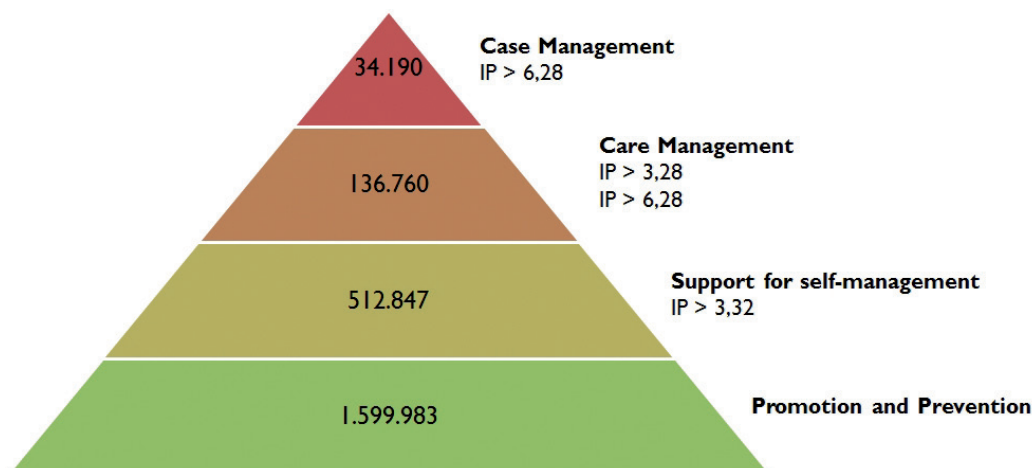 Case Management
IP > 6,28
34.190
Care Management
IP > 3,28
IP > 6,28
136.760
Support for self-management
IP > 3,32
512.847
Promotion and Prevention
1.599.983